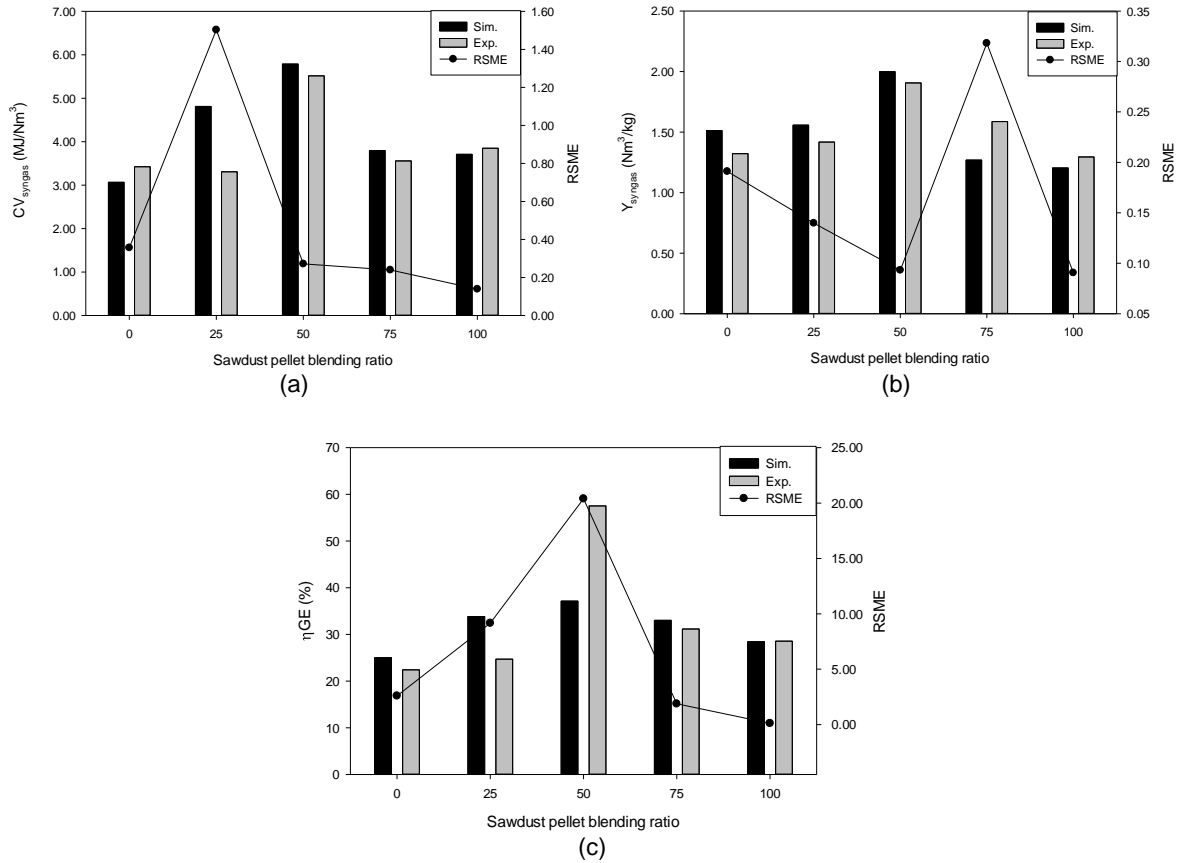 7.00
6.00
5.00
4.00
3.00
2.00
1.00
0.00
CVsyngas (MJ/Nm3)
1.60
1.40
1.20
1.00
0.80
0.60
0.40
0.20
0.00
RSME
Sim.
Exp.
RSME
0 25 50 75 100
Sawdust pellet blending ratio
(a)
2.50
2.00
1.50
1.00
0.50
0.00
Ysyngas (Nm3/kg)
0.35
0.30
0.25
0.20
0.15
0.10
0.05
RSME
Sim.
Exp.
RSME
0 25 50 75 100
Sawdust pellet blending ratio
(b)
70
60
50
40
30
20
10
0
ηGE (%)
25.00
20.00
15.00
10.00
5.00
0.00
RSME
Sim.
Exp.
RSME
0 25 50 75 100
Sawdust pellet blending ratio
(c)